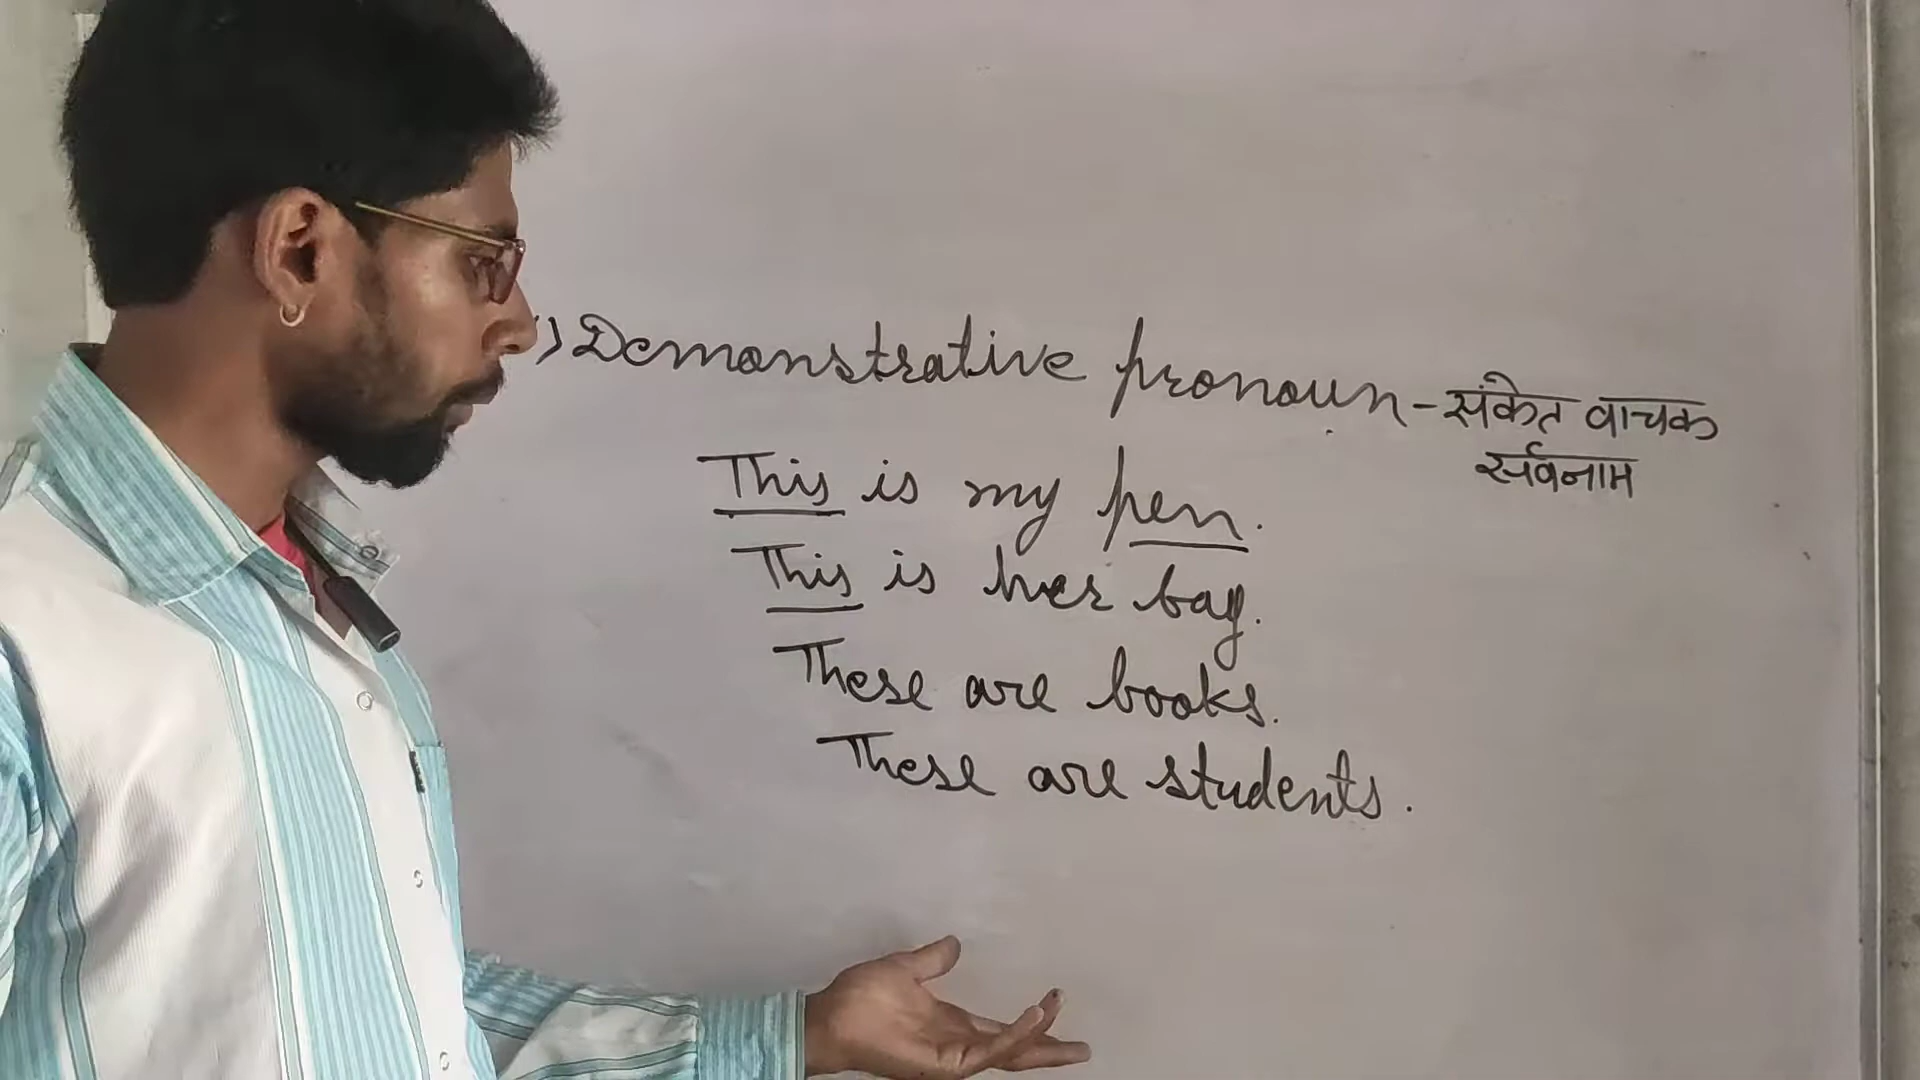 ) Demonstrative pronoun - संकेत वाचक
सर्वनाम
This is my pen.
This is her bag.
These are books.
These are students.